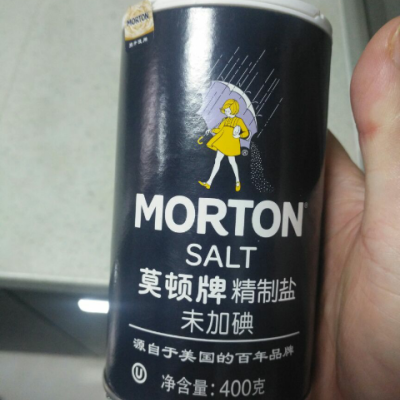 MORTON
MORTON®
SALT
莫顿牌 精制盐
未加碘
源自于美国的百年品牌
U
净含量: 400克